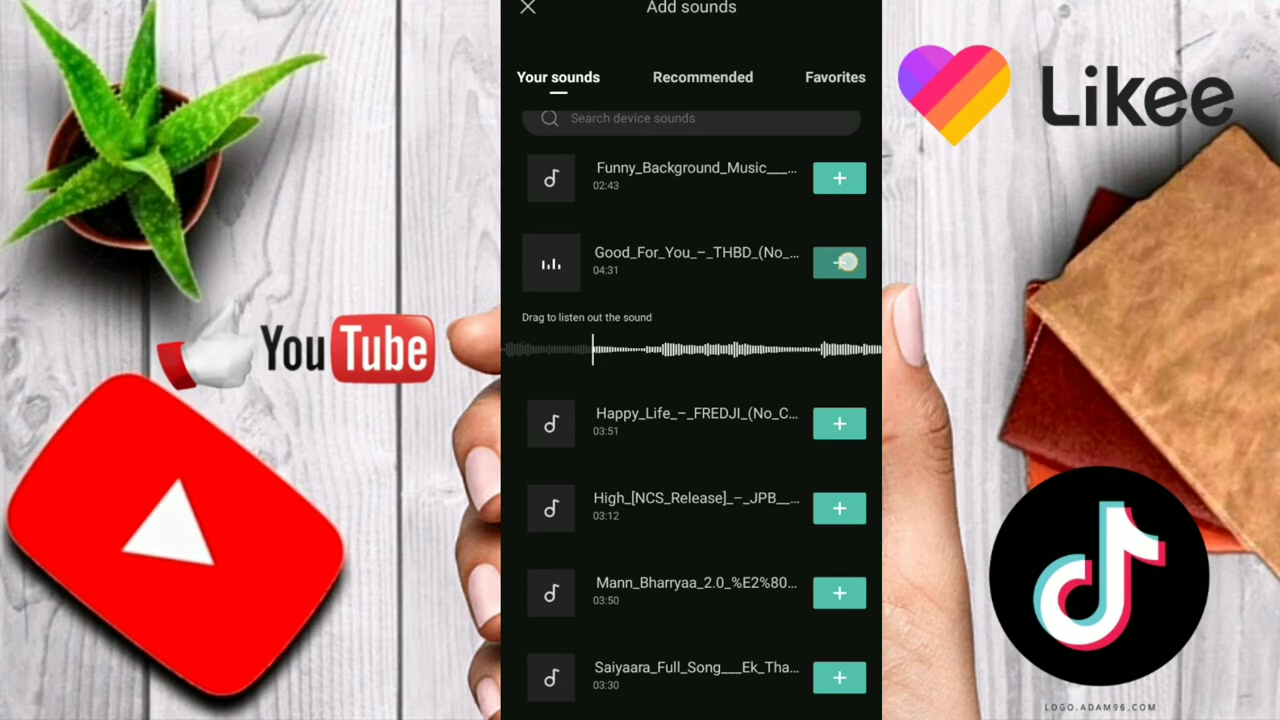 Add sounds
Your sounds
Recommended
Favorites
Search device sounds
Funny_Background_Music___...
02:43
Good_For_You_–_THBD_(No_...
04:31
Drag to listen out the sound
Happy_Life_–_FREDJI_(No_C...
03:51
High_[NCS_Release]_–_JPB__...
03:12
Mann_Bharryaa_2.0_%E2%80...
03:50
Saiyaara_Full_Song___Ek_Tha...
03:30
YouTube
Likee
LOGO.ADAM96.COM